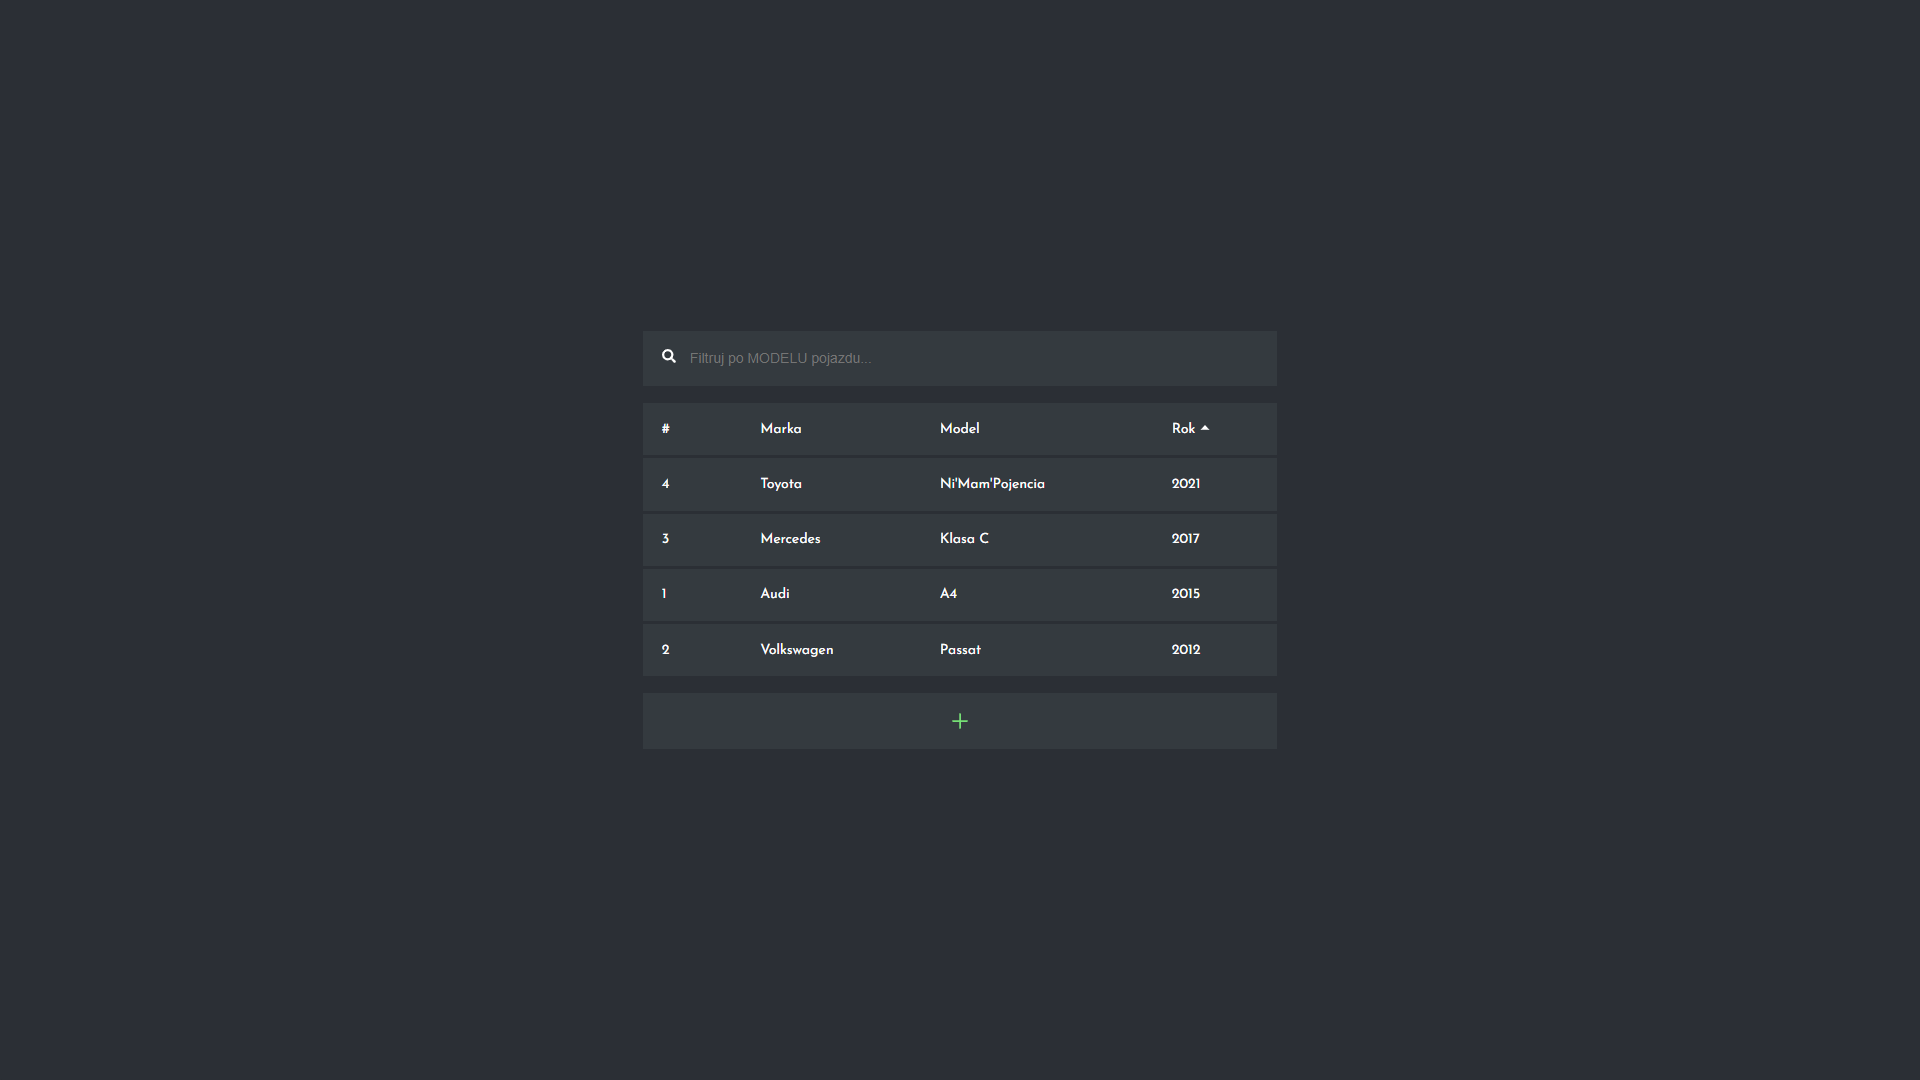 Filtruj po MODELU pojazdu...
# Marka Model Rok
4 Toyota Ni'Mam'Pojencia 2021
3 Mercedes Klasa C 2017
1 Audi A4 2015
2 Volkswagen Passat 2012
+